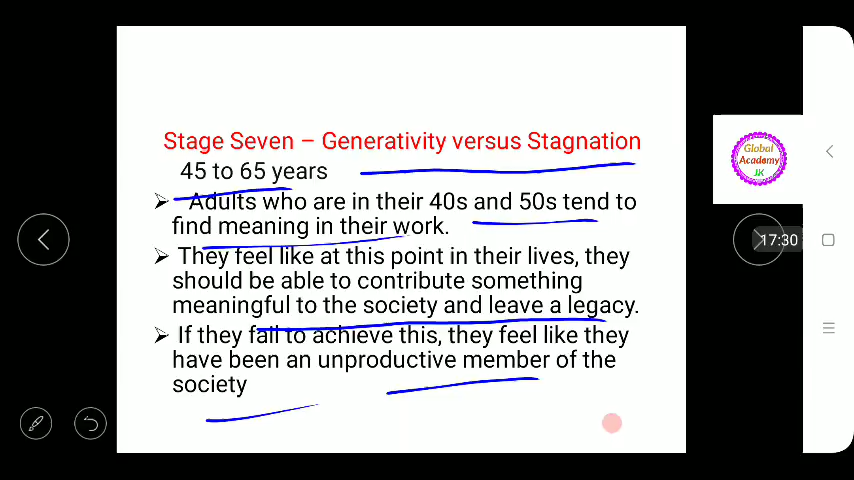 Stage Seven – Generativity versus Stagnation
45 to 65 years
➢ Adults who are in their 40s and 50s tend to
find meaning in their work.
➢ They feel like at this point in their lives, they
should be able to contribute something
meaningful to the society and leave a legacy.
➢ If they fail to achieve this, they feel like they
have been an unproductive member of the
society
Global
Academy
JK
17:30